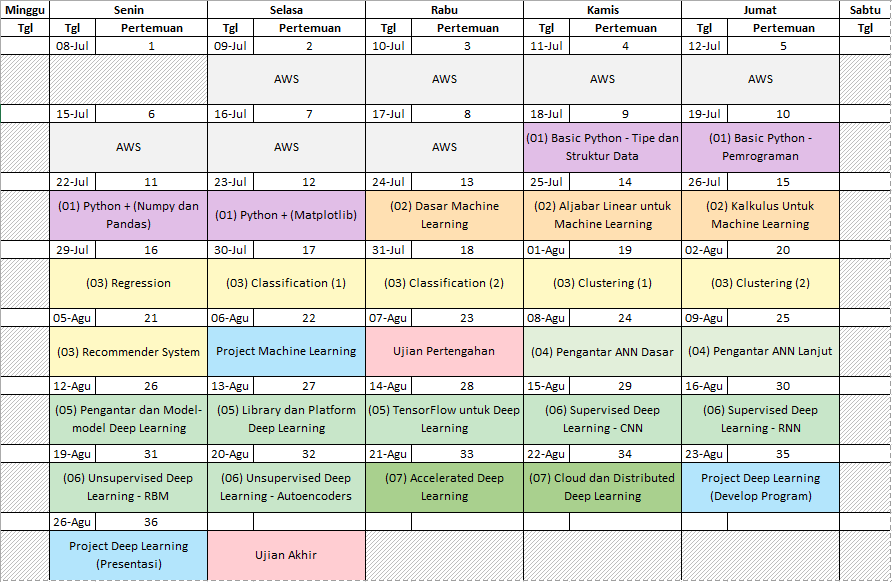 Minggu Senin Selasa Rabu Kamis Jumat Sabtu
Tgl Tgl Pertemuan Tgl Pertemuan Tgl Pertemuan Tgl Pertemuan Tgl Pertemuan Tgl
08-Jul 1 09-Jul 2 10-Jul 3 11-Jul 4 12-Jul 5
AWS AWS AWS AWS
15-Jul 6 16-Jul 7 17-Jul 8 18-Jul 9 19-Jul 10
AWS AWS AWS (01) Basic Python - Tipe dan (01) Basic Python -
Struktur Data Pemrograman
22-Jul 11 23-Jul 12 24-Jul 13 25-Jul 14 26-Jul 15
(01) Python + (Numpy dan (01) Python + (Matplotlib) (02) Dasar Machine (02) Aljabar Linear untuk (02) Kalkulus Untuk
Pandas) Learning Machine Learning Machine Learning
29-Jul 16 30-Jul 17 31-Jul 18 01-Agu 19 02-Agu 20
(03) Regression (03) Classification (1) (03) Classification (2) (03) Clustering (1) (03) Clustering (2)
05-Agu 21 06-Agu 22 07-Agu 23 08-Agu 24 09-Agu 25
(03) Recommender System Project Machine Learning Ujian Pertengahan (04) Pengantar ANN Dasar (04) Pengantar ANN Lanjut
12-Agu 26 13-Agu 27 14-Agu 28 15-Agu 29 16-Agu 30
(05) Pengantar dan Model- (05) Library dan Platform (05) TensorFlow untuk Deep (06) Supervised Deep (06) Supervised Deep
model Deep Learning Deep Learning Learning Learning - CNN Learning - RNN
19-Agu 31 20-Agu 32 21-Agu 33 22-Agu 34 23-Agu 35
(06) Unsupervised Deep (06) Unsupervised Deep (07) Accelerated Deep (07) Cloud dan Distributed Project Deep Learning
Learning - RBM Learning - Autoencoders Learning Deep Learning (Develop Program)
26-Agu 36
Project Deep Learning Ujian Akhir
(Presentasi)